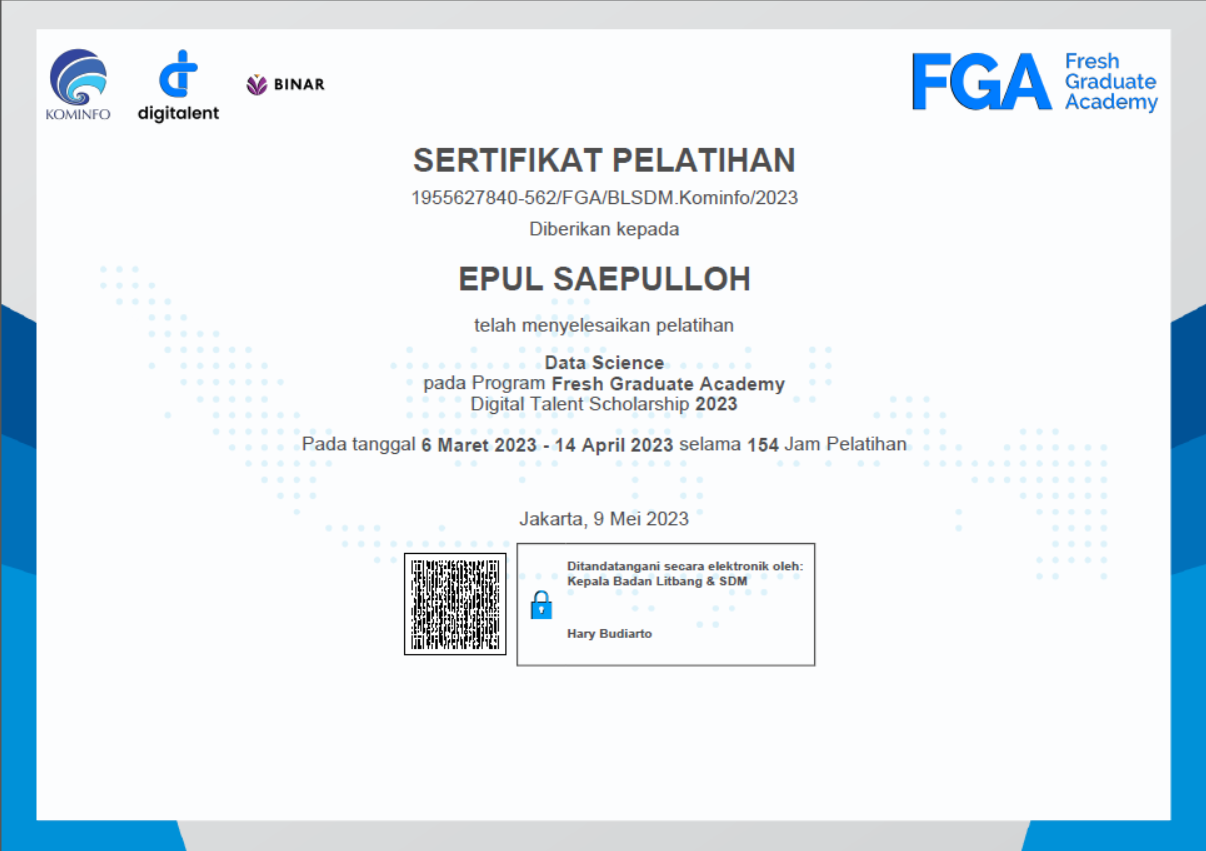 KOMINFO
digitalent
BINAR
FGA
Fresh
Graduate
Academy
SERTIFIKAT PELATIHAN
1955627840-562/FGA/BLSDM.Kominfo/2023
Diberikan kepada
EPUL SAEPULLOH
telah menyelesaikan pelatihan
Data Science
pada Program Fresh Graduate Academy
Digital Talent Scholarship 2023
Pada tanggal 6 Maret 2023 - 14 April 2023 selama 154 Jam Pelatihan
Jakarta, 9 Mei 2023
Ditandatangani secara elektronik oleh:
Kepala Badan Litbang & SDM
Hary Budiarto